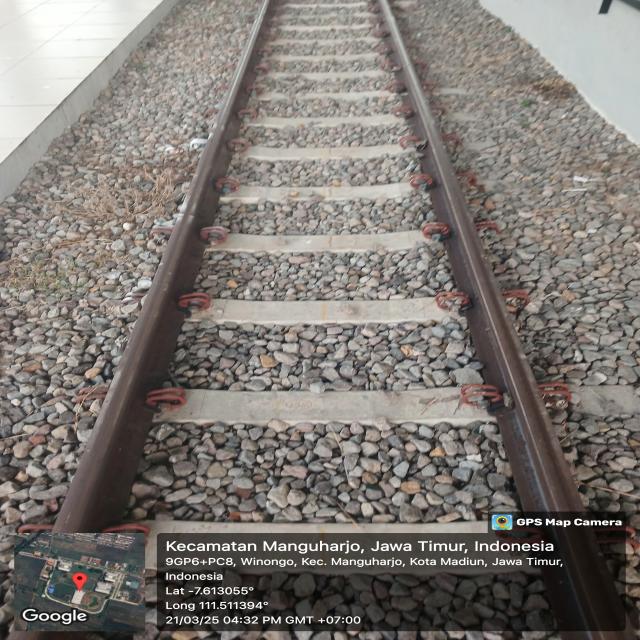 GPS Map Camera
Kecamatan Manguharjo, Jawa Timur, Indonesia
9GP6+PC8, Winongo, Kec. Manguharjo, Kota Madiun, Jawa Timur,
Indonesia
Lat -7.613055°
Long 111.511394°
21/03/25 04:32 PM GMT +07:00
Google